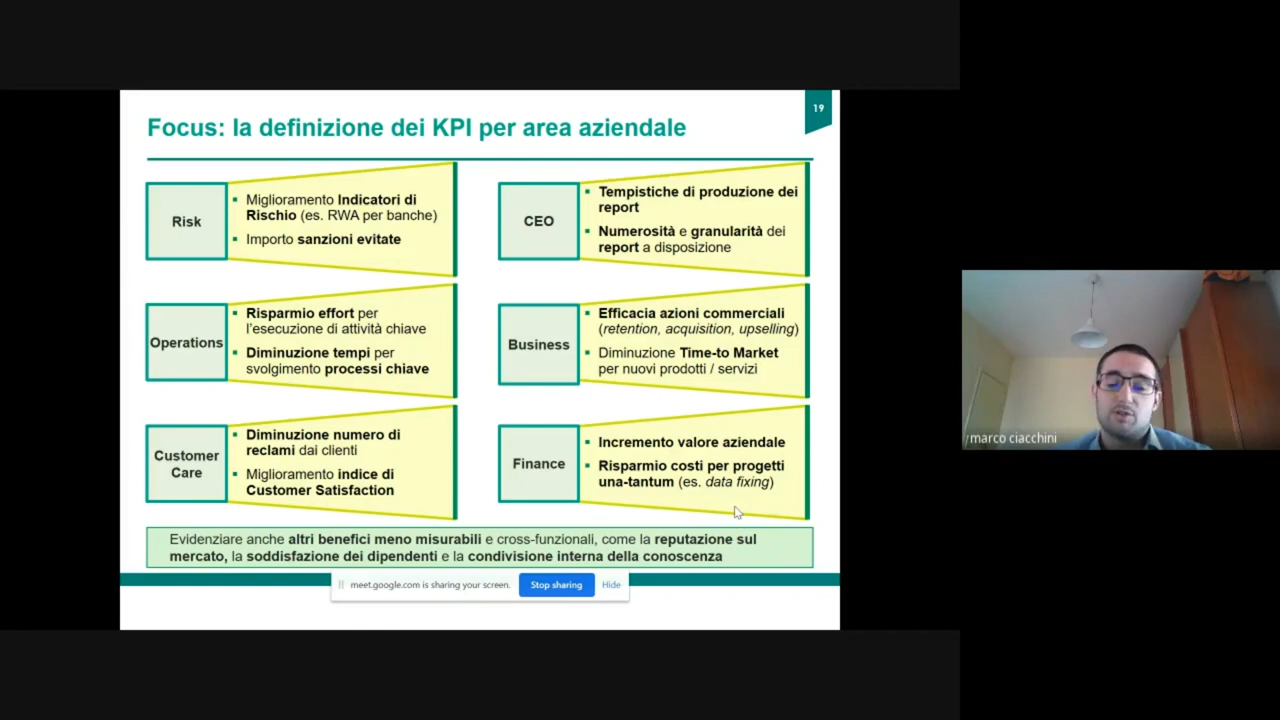 19
Focus: la definizione dei KPI per area aziendale
Risk
▪ Miglioramento Indicatori di
Rischio (es. RWA per banche)
▪ Importo sanzioni evitate
CEO
▪ Tempistiche di produzione dei
report
▪ Numerosità e granularità dei
report a disposizione
Operations
▪ Risparmio effort per
l'esecuzione di attività chiave
▪ Diminuzione tempi per
svolgimento processi chiave
Business
▪ Efficacia azioni commerciali
(retention, acquisition, upselling)
▪ Diminuzione Time-to Market
per nuovi prodotti / servizi
Customer
Care
▪ Diminuzione numero di
reclami dai clienti
▪ Miglioramento indice di
Customer Satisfaction
Finance
▪ Incremento valore aziendale
▪ Risparmio costi per progetti
una-tantum (es. data fixing)
Evidenziare anche altri benefici meno misurabili e cross-funzionali, come la reputazione sul
mercato, la soddisfazione dei dipendenti e la condivisione interna della conoscenza
meet.google.com is sharing your screen. Stop sharing Hide
marco ciacchini